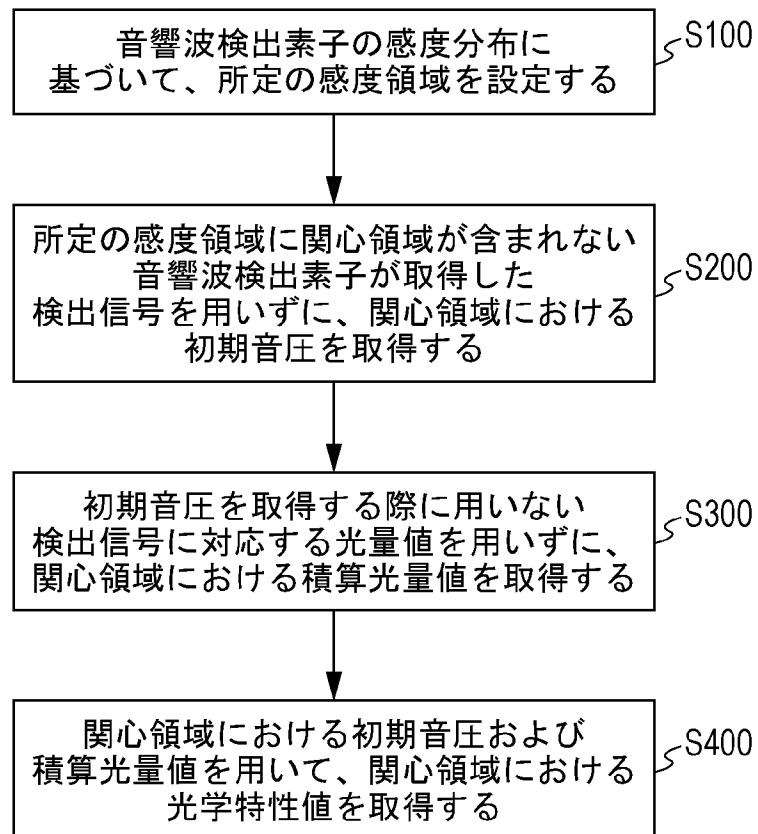 音響波検出素子の感度分布に
基づいて、所定の感度領域を設定する
S100
所定の感度領域に関心領域が含まれない
音響波検出素子が取得した
検出信号を用いずに、関心領域における
初期音圧を取得する
S200
初期音圧を取得する際に用いない
検出信号に対応する光量値を用いずに、
関心領域における積算光量値を取得する
S300
関心領域における初期音圧および
積算光量値を用いて、関心領域における
光学特性値を取得する
S400